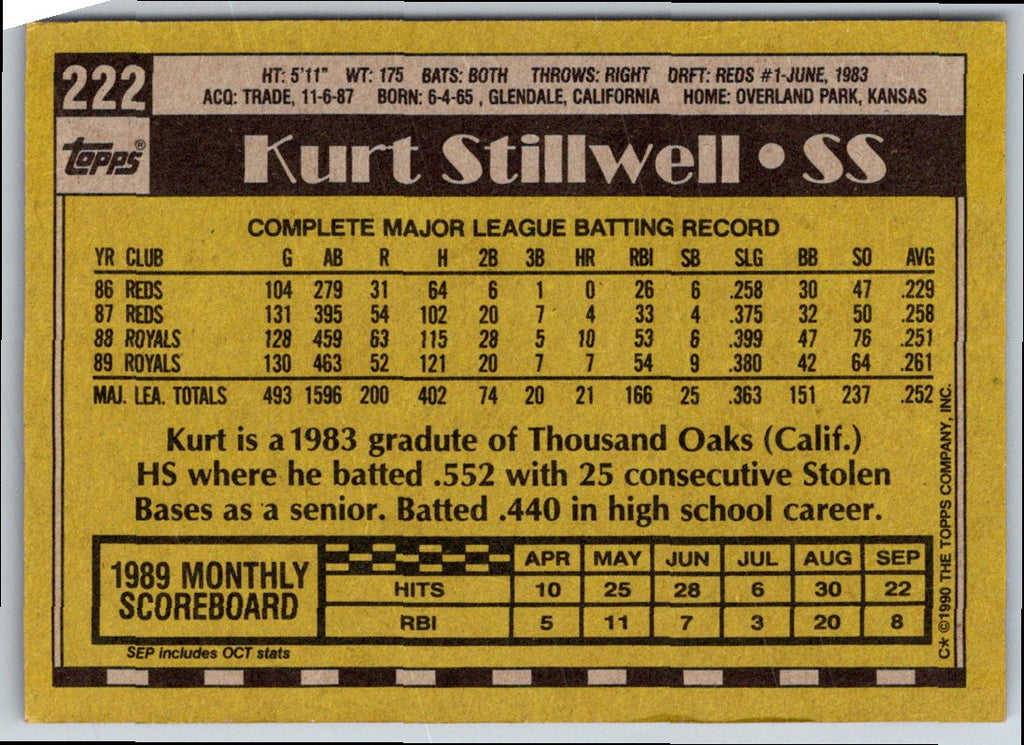 222
HT: 5'11" WT: 175 BATS: BOTH THROWS: RIGHT DRFT: REDS #1-JUNE, 1983
ACQ: TRADE, 11-6-87 BORN: 6-4-65 , GLENDALE, CALIFORNIA HOME: OVERLAND PARK, KANSAS
topps®
Kurt Stillwell • SS
COMPLETE MAJOR LEAGUE BATTING RECORD
YR CLUB G AB R H 2B 3B HR RBI SB SLG BB SO AVG
86 REDS 104 279 31 64 6 1 0 26 6 .258 30 47 .229
87 REDS 131 395 54 102 20 7 4 33 4 .375 32 50 .258
88 ROYALS 128 459 63 115 28 5 10 53 6 .399 47 76 .251
89 ROYALS 130 463 52 121 20 7 7 54 9 .380 42 64 .261
MAJ. LEA. TOTALS 493 1596 200 402 74 20 21 166 25 .363 151 237 .252
Kurt is a 1983 gradute of Thousand Oaks (Calif.)
HS where he batted .552 with 25 consecutive Stolen
Bases as a senior. Batted .440 in high school career.
1989 MONTHLY
SCOREBOARD
APR MAY JUN JUL AUG SEP
HITS 10 25 28 6 30 22
RBI 5 11 7 3 20 8
SEP includes OCT stats
C* ©1990 THE TOPPS COMPANY, INC.